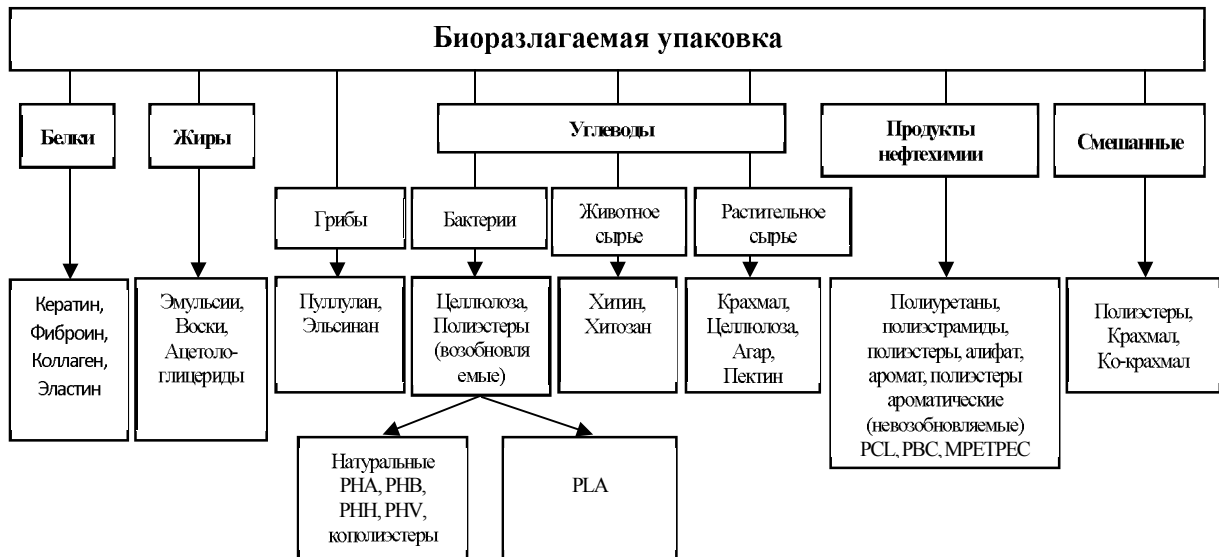 Биоразлагаемая упаковка
Белки
Жиры
Углеводы
Продукты
нефтехимии
Смешанные
Грибы
Бактерии
Животное
сырье
Растительное
сырье
Кератин,
Фиброин,
Коллаген,
Эластин
Эмульсии,
Воски,
Ацетоло-
глицериды
Пуллулан,
Эльсинан
Целлюлоза,
Полиэстеры
(возобновля
емые)
Хитин,
Хитозан
Крахмал,
Целлюлоза,
Агар,
Пектин
Полиуретаны,
полиэстрамиды,
полиэстеры, алифат,
аромат, полиэстеры
ароматические
(невозобновляемые)
PCL, PBC, MPETPEC
Полиэстеры,
Крахмал,
Ко-крахмал
Натуральные
PHA, PHB,
PHH, PHV,
кополиэстеры
PLA